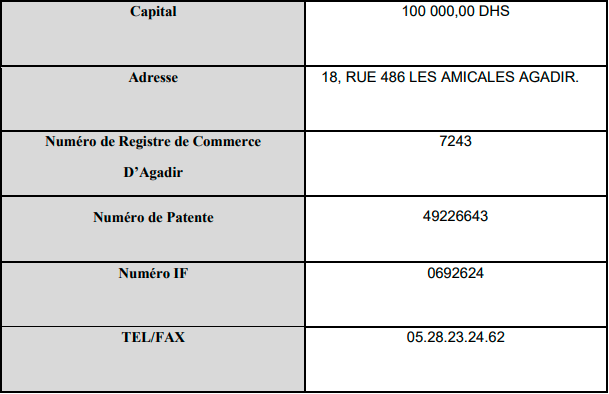 Capital 100 000,00 DHS
Adresse 18, RUE 486 LES AMICALES AGADIR.
Numéro de Registre de Commerce 7243
D’Agadir
Numéro de Patente 49226643
Numéro IF 0692624
TEL/FAX 05.28.23.24.62